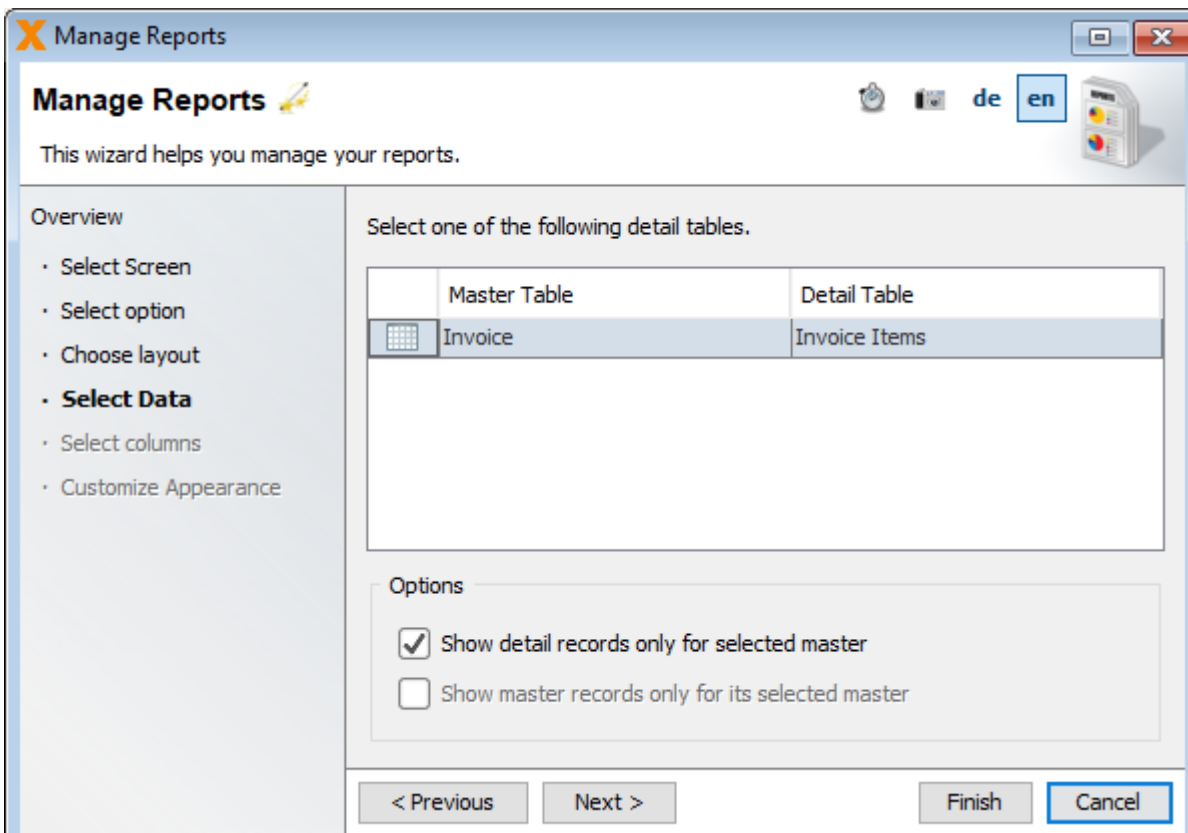 Manage Reports
Manage Reports
de en
This wizard helps you manage your reports.
Overview
· Select Screen
· Select option
· Choose layout
· Select Data
· Select columns
· Customize Appearance
Select one of the following detail tables.
Master Table Detail Table
Invoice Invoice Items
Options
Show detail records only for selected master
Show master records only for its selected master
< Previous Next > Finish Cancel